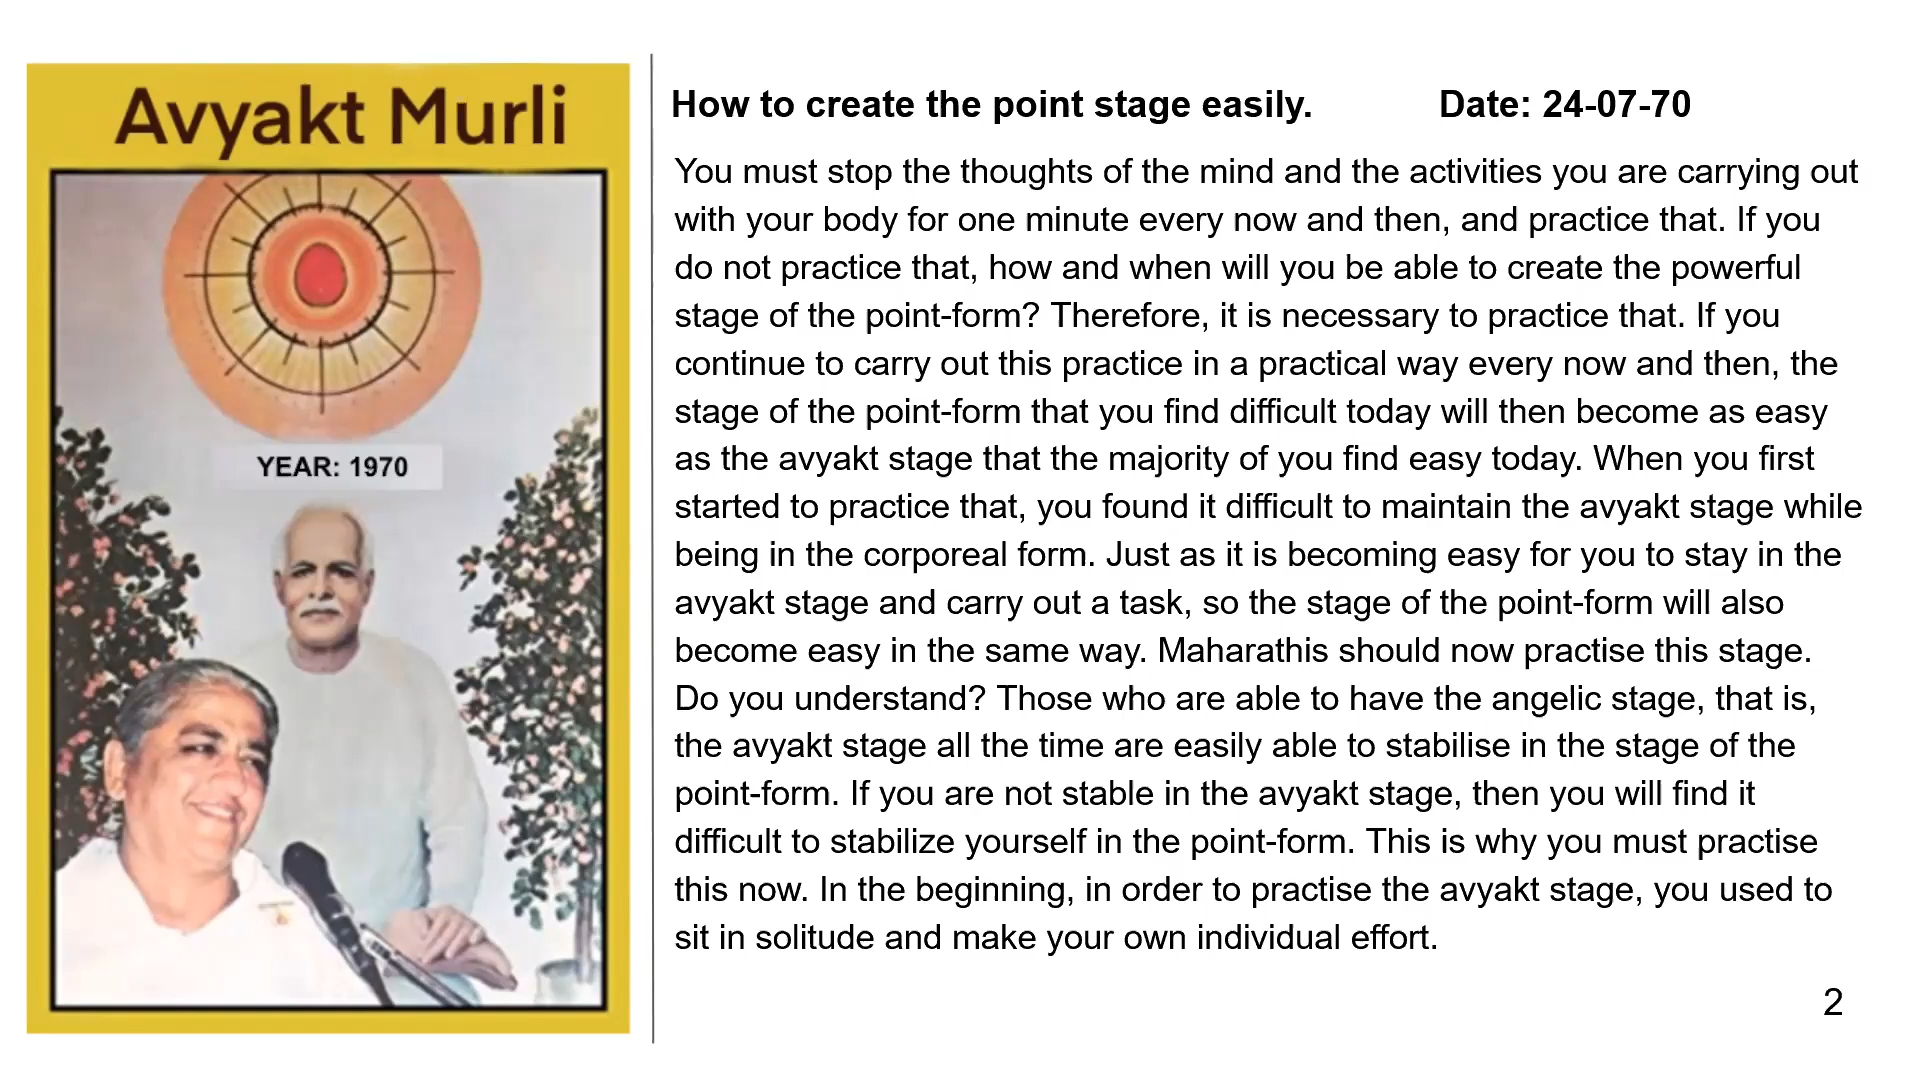 Avyakt Murli
YEAR: 1970
How to create the point stage easily. Date: 24-07-70
You must stop the thoughts of the mind and the activities you are carrying out
with your body for one minute every now and then, and practice that. If you
do not practice that, how and when will you be able to create the powerful
stage of the point-form? Therefore, it is necessary to practice that. If you
continue to carry out this practice in a practical way every now and then, the
stage of the point-form that you find difficult today will then become as easy
as the avyakt stage that the majority of you find easy today. When you first
started to practice that, you found it difficult to maintain the avyakt stage while
being in the corporeal form. Just as it is becoming easy for you to stay in the
avyakt stage and carry out a task, so the stage of the point-form will also
become easy in the same way. Maharathis should now practise this stage.
Do you understand? Those who are able to have the angelic stage, that is,
the avyakt stage all the time are easily able to stabilise in the stage of the
point-form. If you are not stable in the avyakt stage, then you will find it
difficult to stabilize yourself in the point-form. This is why you must practise
this now. In the beginning, in order to practise the avyakt stage, you used to
sit in solitude and make your own individual effort.
2